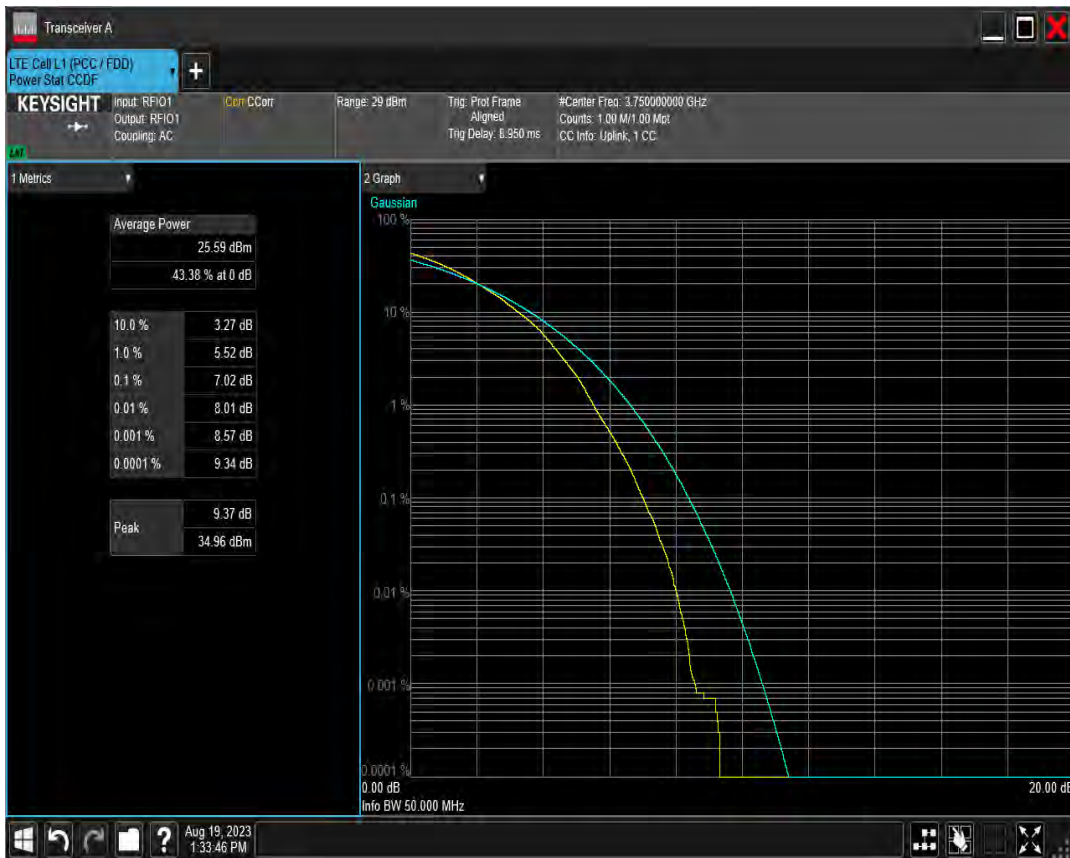 Transceiver A
LTE Cell L1 (PCC / FDD)
Power Stat CCDF
+
KEYSIGHT
Input: RFIO1
Output: RFIO1
Coupling: AC
Corr CCorr
Range: 29 dBm
Trig: Prot Frame
Aligned
Trig Delay: 8.950 ms
#Center Freq: 3.750000000 GHz
Counts: 1.00 M/1.00 Mpt
CC Info: Uplink, 1 CC
1 Metrics
Average Power
25.59 dBm
43.38 % at 0 dB
10.0 % 3.27 dB
1.0 % 5.52 dB
0.1 % 7.02 dB
0.01 % 8.01 dB
0.001 % 8.57 dB
0.0001 % 9.34 dB
Peak
9.37 dB
34.96 dBm
2 Graph
Gaussian
100 %
10 %
1 %
0.1 %
0.01 %
0.001 %
0.0001 %
0.00 dB
20.00 dB
Info BW 50.000 MHz
?
Aug 19, 2023
1:33:46 PM